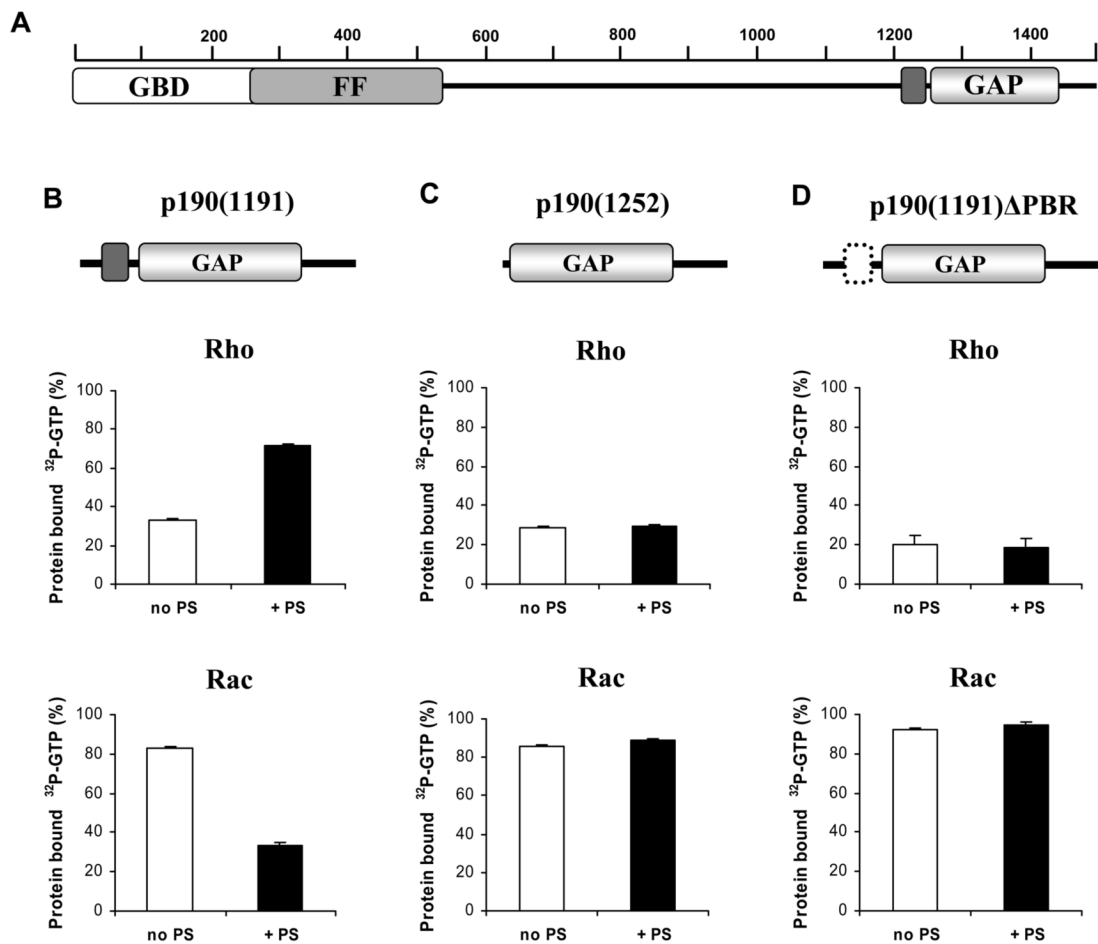 A
200 400 600 800 1000 1200 1400
GBD FF GAP
B
p190(1191)
GAP
Rho
Protein bound ³²P-GTP (%)
100
80
60
40
20
0
no PS + PS
Rac
Protein bound ³²P-GTP (%)
100
80
60
40
20
0
no PS + PS
C
p190(1252)
GAP
Rho
Protein bound ³²P-GTP (%)
100
80
60
40
20
0
no PS + PS
Rac
Protein bound ³²P-GTP (%)
100
80
60
40
20
0
no PS + PS
D
p190(1191)ΔPBR
GAP
Rho
Protein bound ³²P-GTP (%)
100
80
60
40
20
0
no PS + PS
Rac
Protein bound ³²P-GTP (%)
100
80
60
40
20
0
no PS + PS